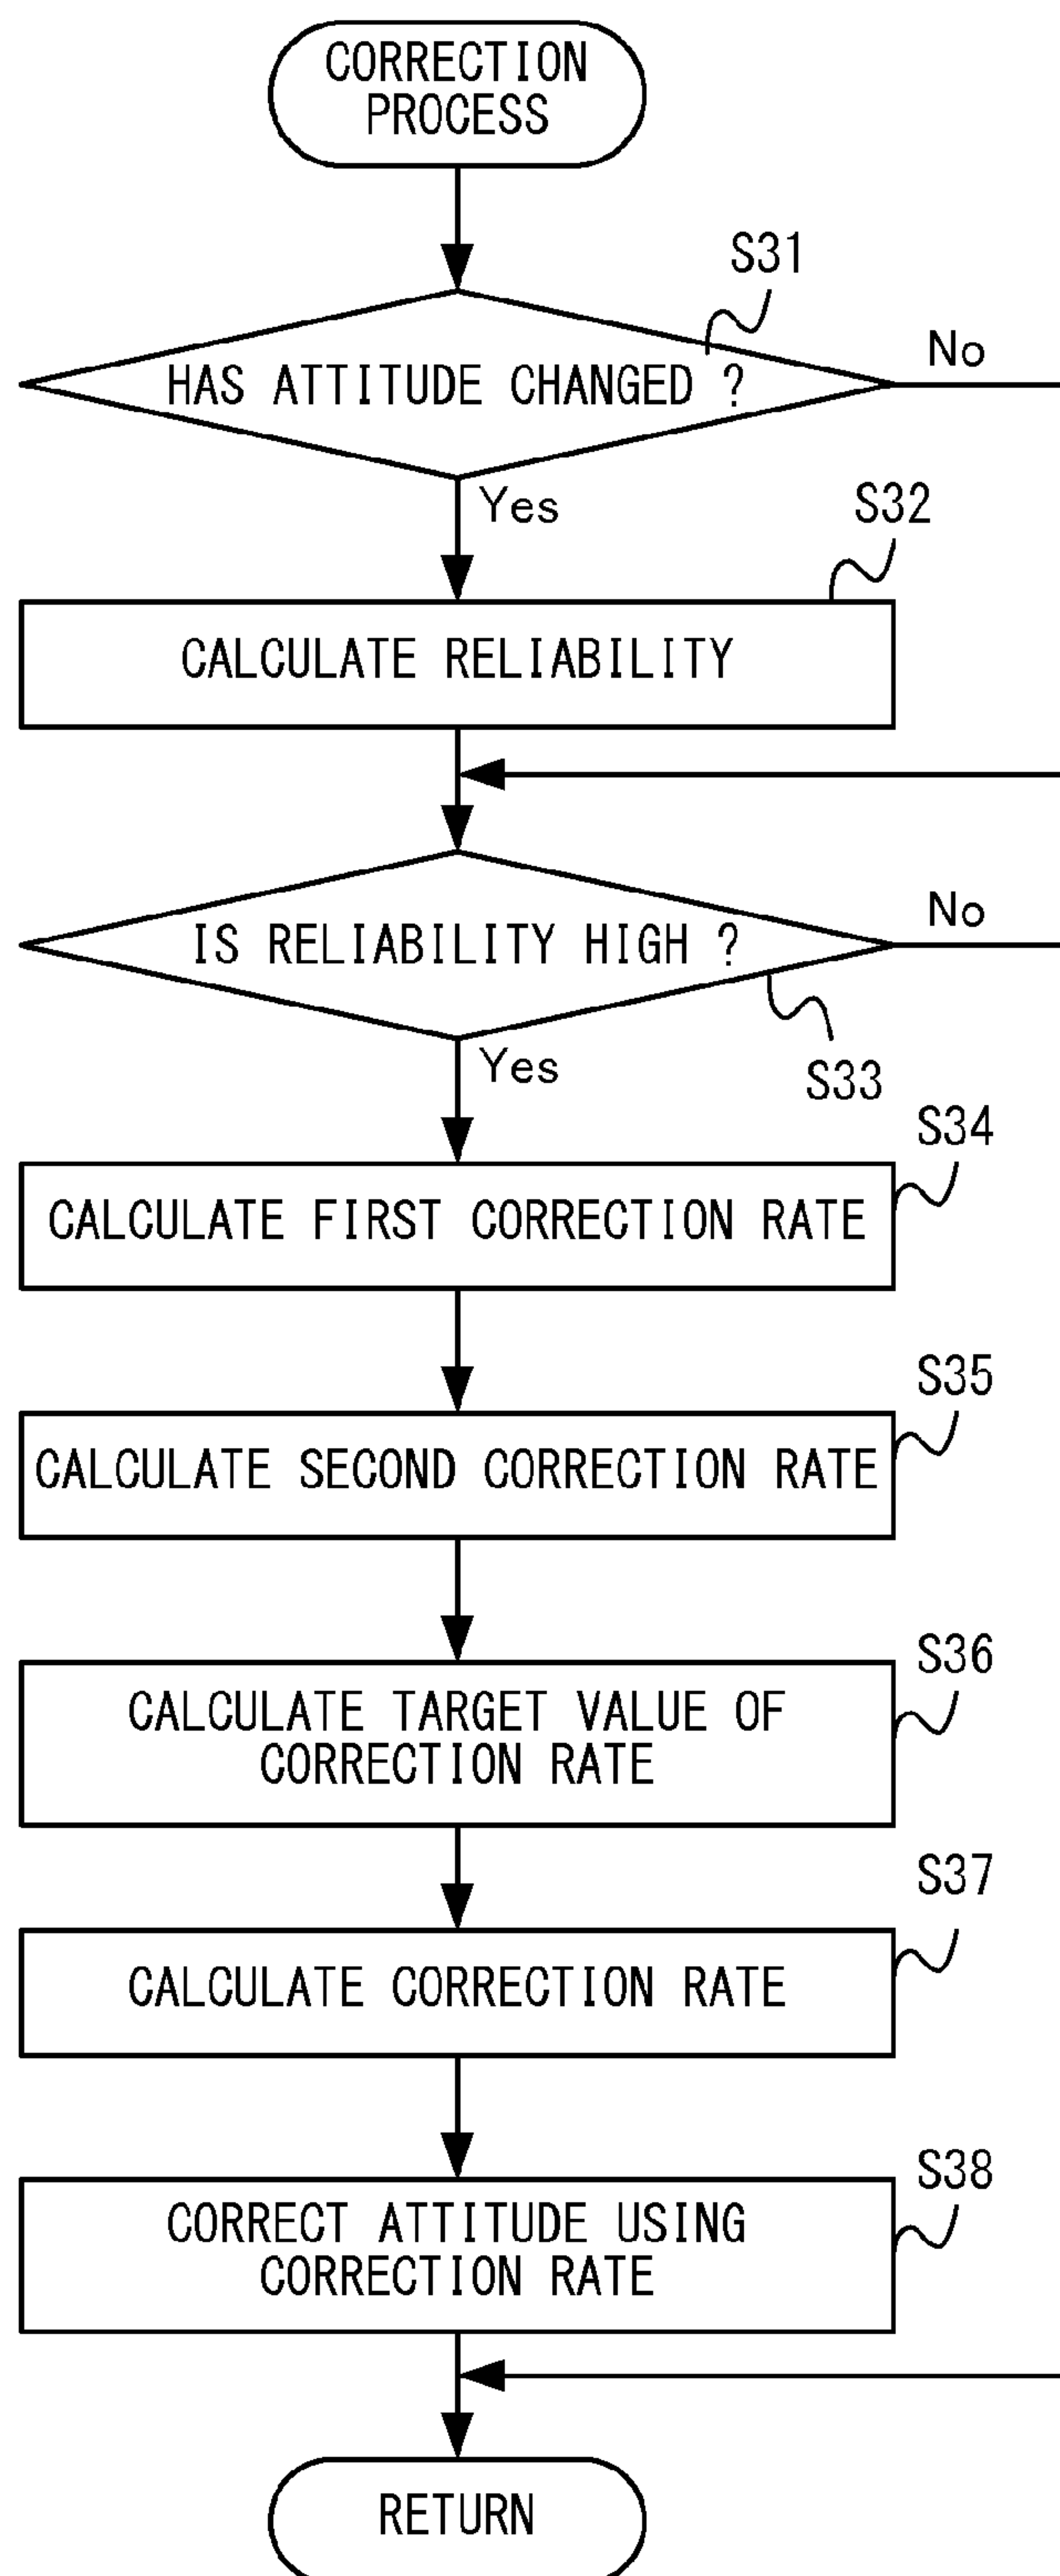 CORRECTION
PROCESS
S31
HAS ATTITUDE CHANGED ?
No
Yes
S32
CALCULATE RELIABILITY
IS RELIABILITY HIGH ?
No
Yes
S33
S34
CALCULATE FIRST CORRECTION RATE
S35
CALCULATE SECOND CORRECTION RATE
S36
CALCULATE TARGET VALUE OF
CORRECTION RATE
S37
CALCULATE CORRECTION RATE
S38
CORRECT ATTITUDE USING
CORRECTION RATE
RETURN